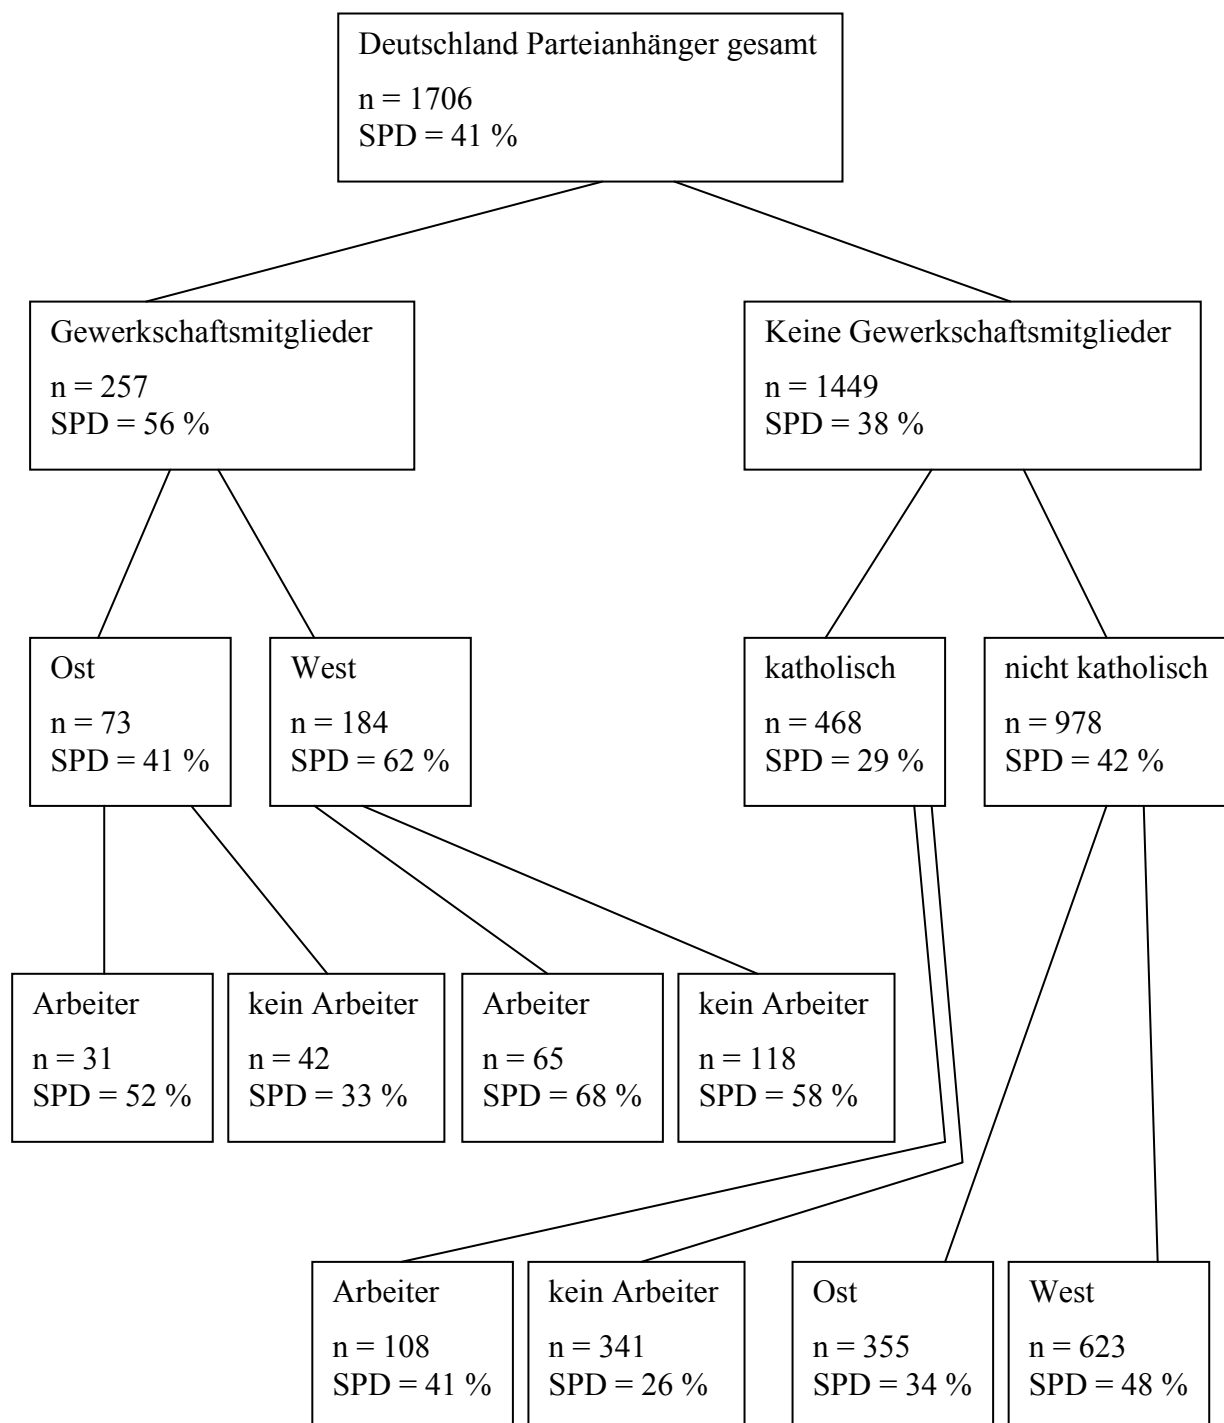 Deutschland Parteianhänger gesamt
n = 1706
SPD = 41 %
Gewerkschaftsmitglieder
n = 257
SPD = 56 %
Keine Gewerkschaftsmitglieder
n = 1449
SPD = 38 %
Ost
n = 73
SPD = 41 %
West
n = 184
SPD = 62 %
katholisch
n = 468
SPD = 29 %
nicht katholisch
n = 978
SPD = 42 %
Arbeiter
n = 31
SPD = 52 %
kein Arbeiter
n = 42
SPD = 33 %
Arbeiter
n = 65
SPD = 68 %
kein Arbeiter
n = 118
SPD = 58 %
Arbeiter
n = 108
SPD = 41 %
kein Arbeiter
n = 341
SPD = 26 %
Ost
n = 355
SPD = 34 %
West
n = 623
SPD = 48 %